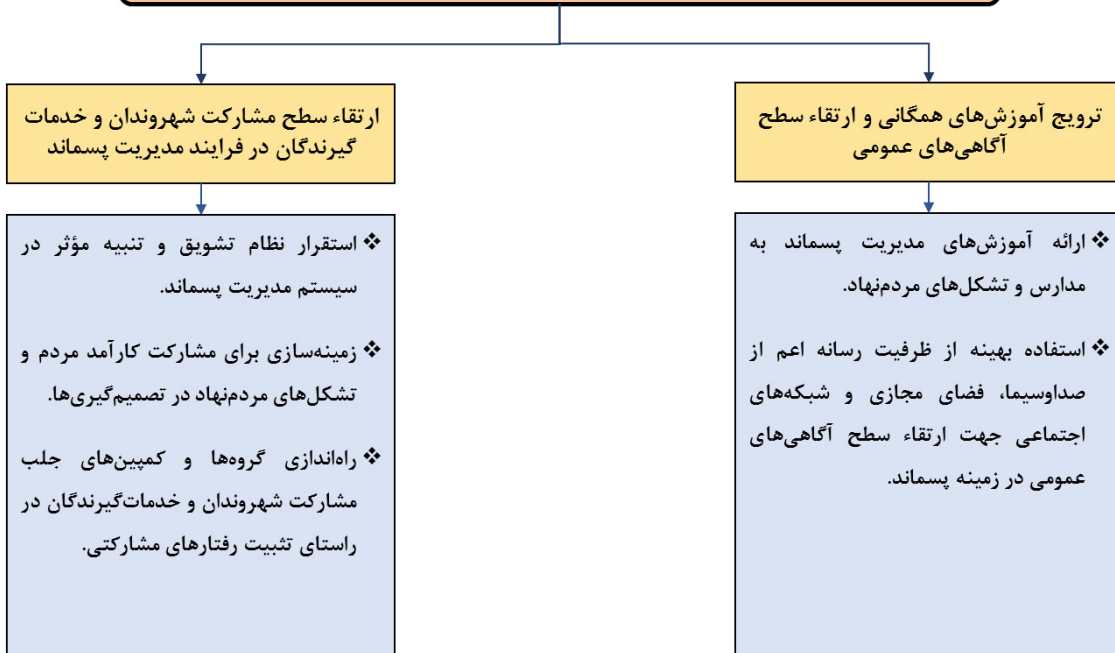 ترویج آموزش‌های همگانی و ارتقاء سطح
آگاهی‌های عمومی
❖ ارائه آموزش‌های مدیریت پسماند به
مدارس و تشکل‌های مردم‌نهاد.
❖ استفاده بهینه از ظرفیت رسانه اعم از
صداوسیما، فضای مجازی و شبکه‌های
اجتماعی جهت ارتقاء سطح آگاهی‌های
عمومی در زمینه پسماند.
ارتقاء سطح مشارکت شهروندان و خدمات
گیرندگان در فرایند مدیریت پسماند
❖ استقرار نظام تشویق و تنبیه مؤثر در
سیستم مدیریت پسماند.
❖ زمینه‌سازی برای مشارکت کارآمد مردم و
تشکل‌های مردم‌نهاد در تصمیم‌گیری‌ها.
❖ راه‌اندازی گروه‌ها و کمپین‌های جلب
مشارکت شهروندان و خدمات‌گیرندگان در
راستای تثبیت رفتارهای مشارکتی.